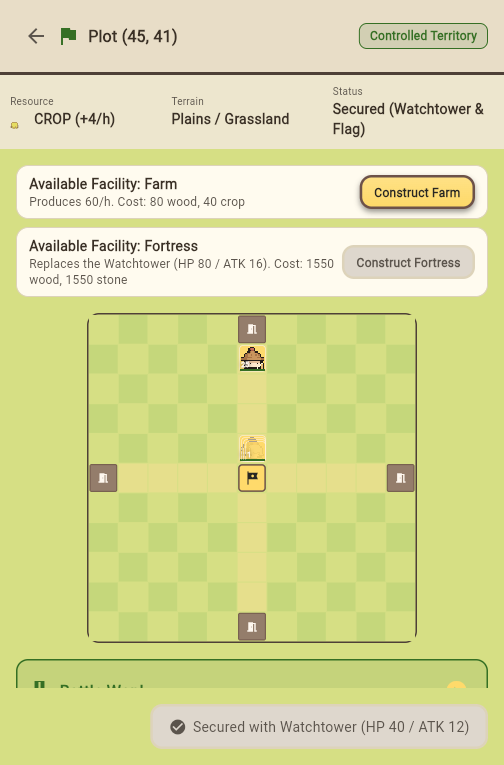 Plot (45, 41)
Controlled Territory
Resource
CROP (+4/h)
Terrain
Plains / Grassland
Status
Secured (Watchtower &
Flag)
Available Facility: Farm
Produces 60/h. Cost: 80 wood, 40 crop
Construct Farm
Available Facility: Fortress
Replaces the Watchtower (HP 80 / ATK 16). Cost: 1550
wood, 1550 stone
Construct Fortress
Secured with Watchtower (HP 40 / ATK 12)